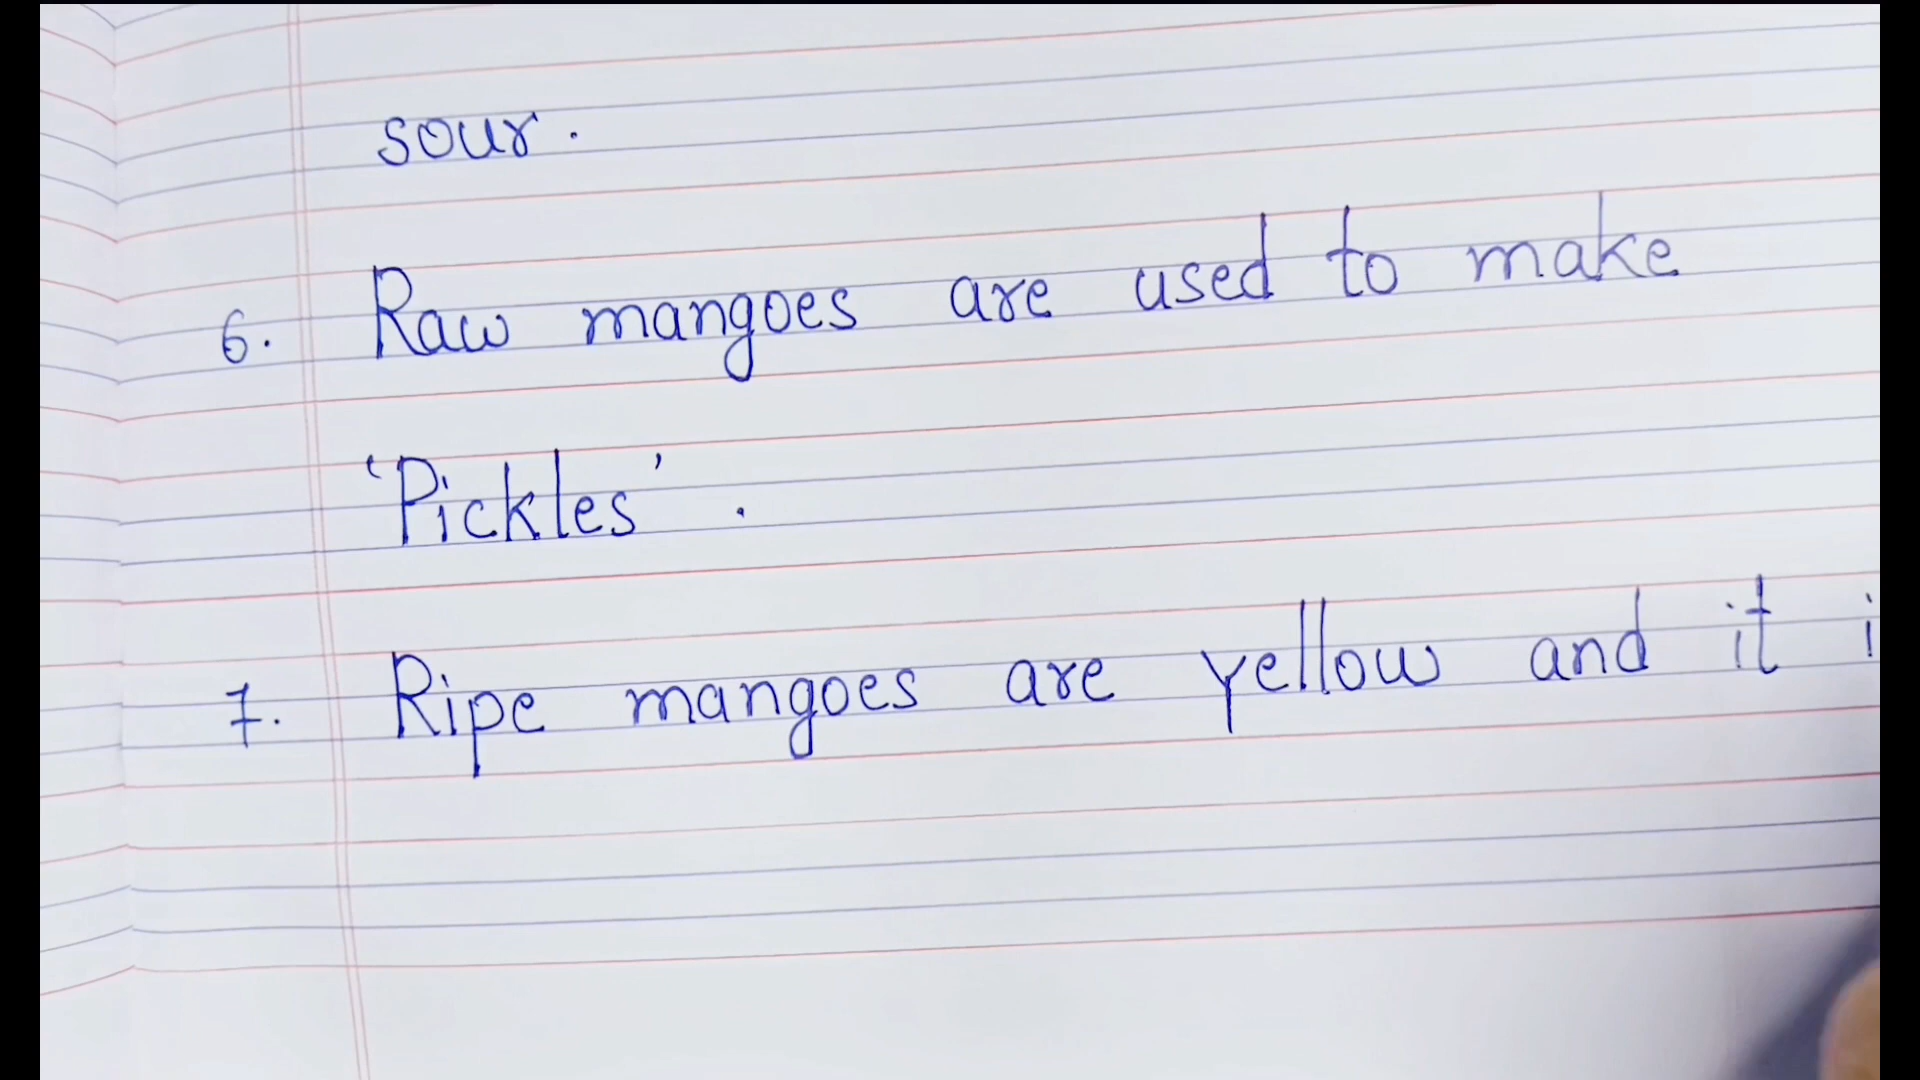 sour.
6. Raw mangoes are used to make
'Pickles'.
7. Ripe mangoes are yellow and it i